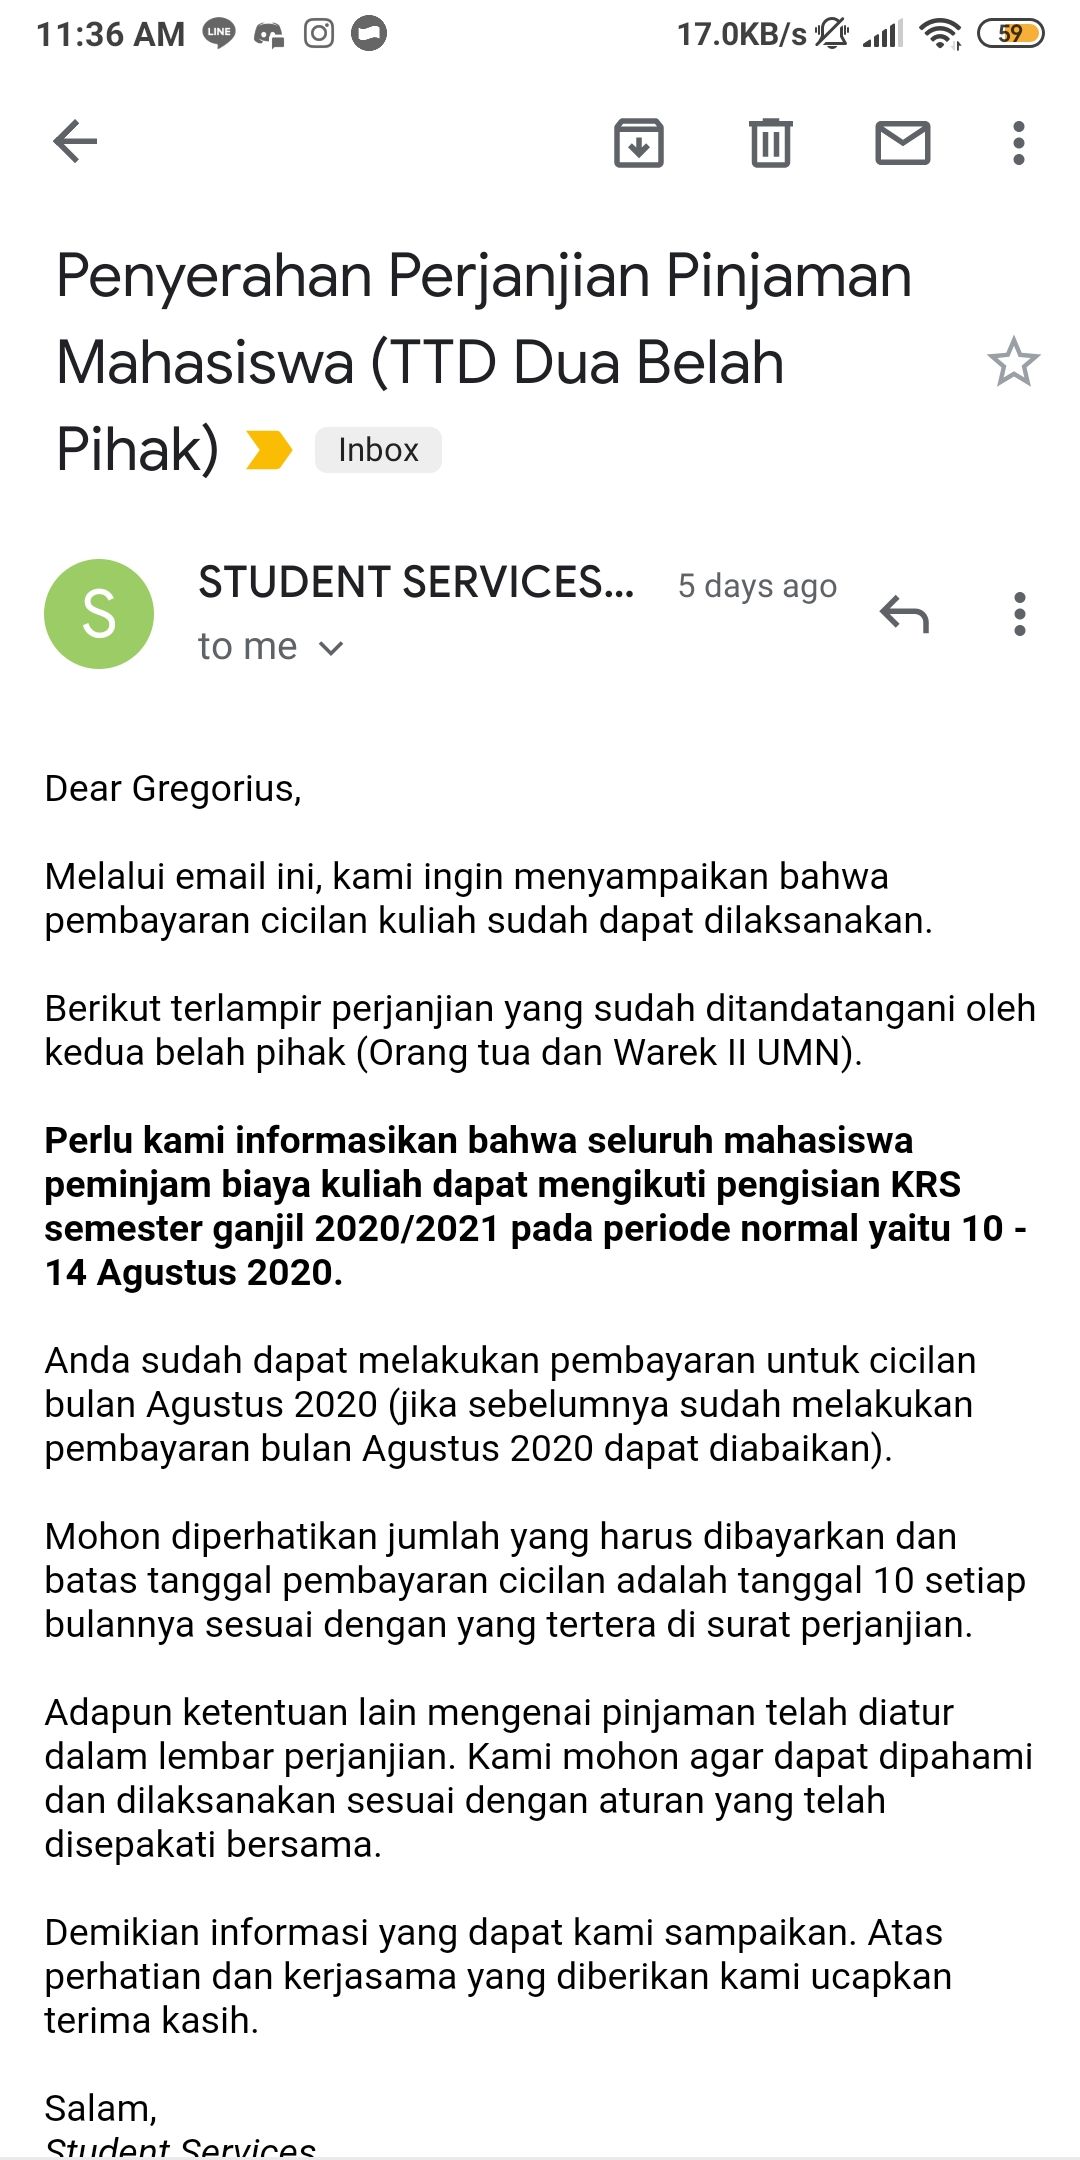 11:36 AM LINE 17.0KB/s 59
Penyerahan Perjanjian Pinjaman
Mahasiswa (TTD Dua Belah
Pihak) Inbox
S STUDENT SERVICES... 5 days ago
to me
Dear Gregorius,
Melalui email ini, kami ingin menyampaikan bahwa
pembayaran cicilan kuliah sudah dapat dilaksanakan.
Berikut terlampir perjanjian yang sudah ditandatangani oleh
kedua belah pihak (Orang tua dan Warek II UMN).
Perlu kami informasikan bahwa seluruh mahasiswa
peminjam biaya kuliah dapat mengikuti pengisian KRS
semester ganjil 2020/2021 pada periode normal yaitu 10 -
14 Agustus 2020.
Anda sudah dapat melakukan pembayaran untuk cicilan
bulan Agustus 2020 (jika sebelumnya sudah melakukan
pembayaran bulan Agustus 2020 dapat diabaikan).
Mohon diperhatikan jumlah yang harus dibayarkan dan
batas tanggal pembayaran cicilan adalah tanggal 10 setiap
bulannya sesuai dengan yang tertera di surat perjanjian.
Adapun ketentuan lain mengenai pinjaman telah diatur
dalam lembar perjanjian. Kami mohon agar dapat dipahami
dan dilaksanakan sesuai dengan aturan yang telah
disepakati bersama.
Demikian informasi yang dapat kami sampaikan. Atas
perhatian dan kerjasama yang diberikan kami ucapkan
terima kasih.
Salam,
Student Services